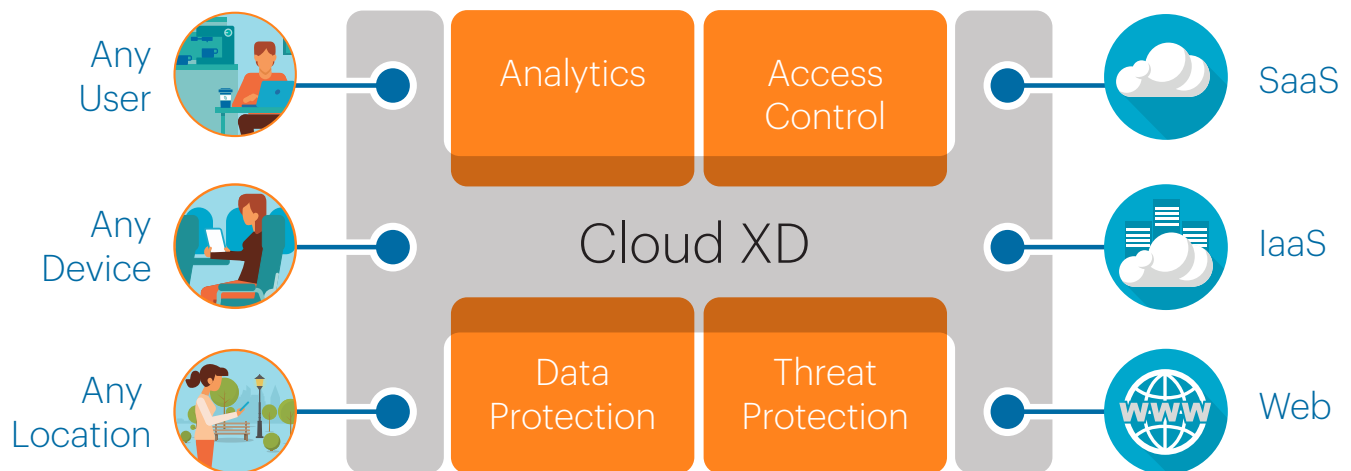 Any
User
Analytics
Access
Control
SaaS
Any
Device
Cloud XD
IaaS
Any
Location
Data
Protection
Threat
Protection
WWW
Web